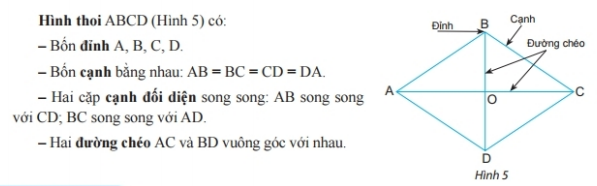 Hình thoi ABCD (Hình 5) có:
– Bốn đỉnh A, B, C, D.
– Bốn cạnh bằng nhau: AB = BC = CD = DA.
– Hai cặp cạnh đối diện song song: AB song song
với CD; BC song song với AD.
– Hai đường chéo AC và BD vuông góc với nhau.
Đỉnh
B
Cạnh
Đường chéo
A
O
C
D
Hình 5